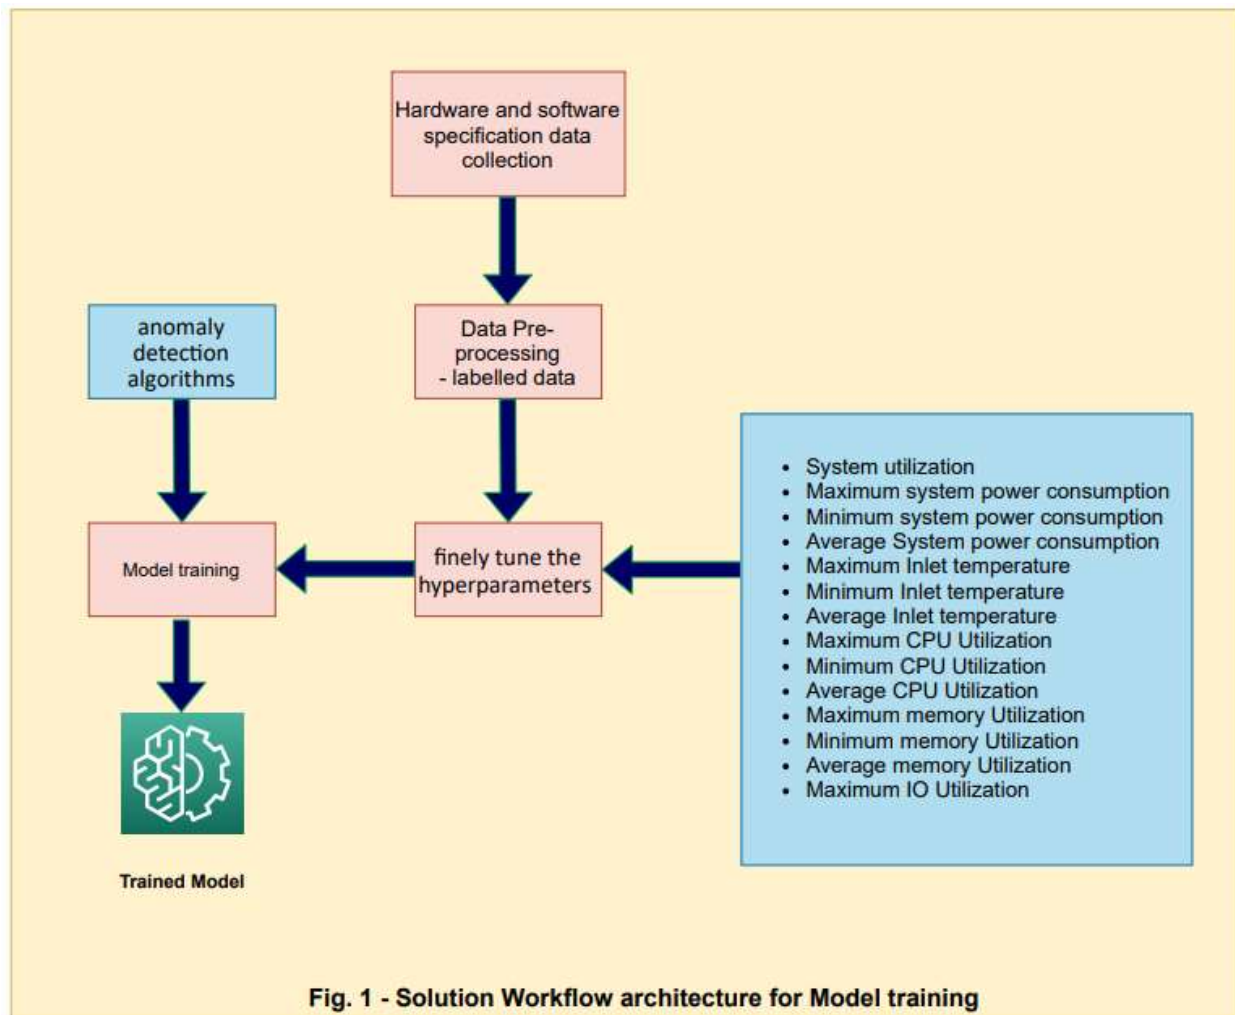 Hardware and software
specification data
collection
anomaly
detection
algorithms
Data Pre-
processing
- labelled data
• System utilization
• Maximum system power consumption
• Minimum system power consumption
• Average System power consumption
• Maximum Inlet temperature
• Minimum Inlet temperature
• Average Inlet temperature
• Maximum CPU Utilization
• Minimum CPU Utilization
• Average CPU Utilization
• Maximum memory Utilization
• Minimum memory Utilization
• Average memory Utilization
• Maximum IO Utilization
Model training
finely tune the
hyperparameters
Trained Model
Fig. 1 - Solution Workflow architecture for Model training